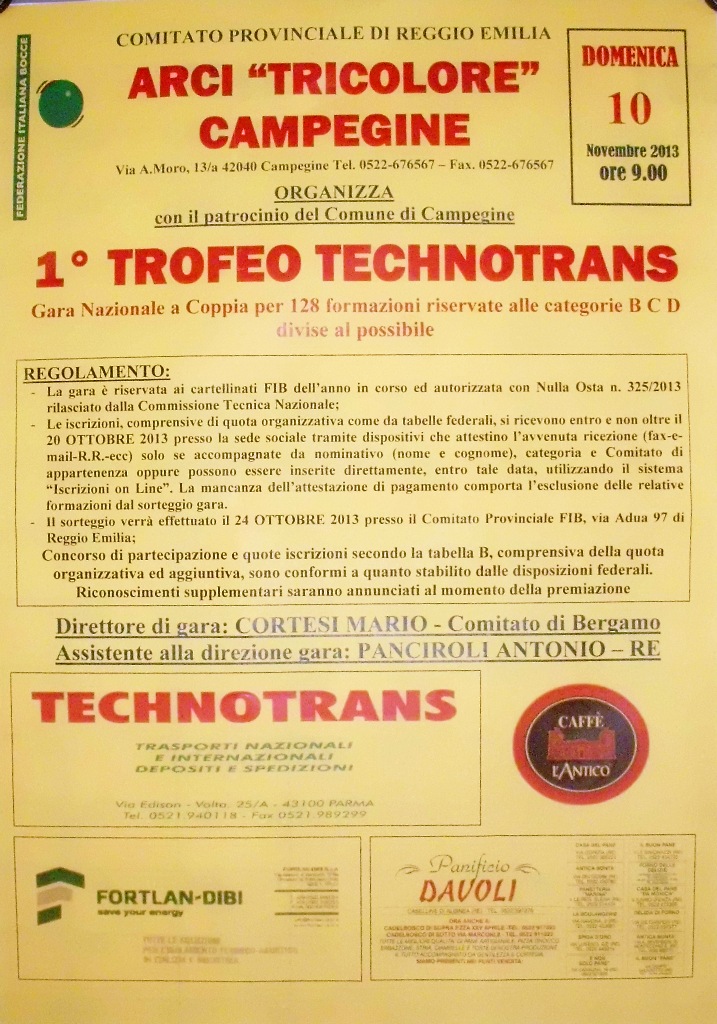 FEDERAZIONE ITALIANA BOCCE
COMITATO PROVINCIALE DI REGGIO EMILIA
ARCI “TRICOLORE”
CAMPEGINE
Via A.Moro, 13/a 42040 Campegine Tel. 0522-676567 – Fax. 0522-676567
DOMENICA
10
Novembre 2013
ore 9.00
ORGANIZZA
con il patrocinio del Comune di Campegine
1° TROFEO TECHNOTRANS
Gara Nazionale a Coppia per 128 formazioni riservate alle categorie B C D
divise al possibile
REGOLAMENTO:
- La gara è riservata ai cartellinati FIB dell’anno in corso ed autorizzata con Nulla Osta n. 325/2013
rilasciato dalla Commissione Tecnica Nazionale;
- Le iscrizioni, comprensive di quota organizzativa come da tabelle federali, si ricevono entro e non oltre il
20 OTTOBRE 2013 presso la sede sociale tramite dispositivi che attestino l’avvenuta ricezione (fax-e-
mail-R.R.-ecc) solo se accompagnate da nominativo (nome e cognome), categoria e Comitato di
appartenenza oppure possono essere inserite direttamente, entro tale data, utilizzando il sistema
“Iscrizioni on Line”. La mancanza dell’attestazione di pagamento comporta l’esclusione delle relative
formazioni dal sorteggio gara.
- Il sorteggio verrà effettuato il 24 OTTOBRE 2013 presso il Comitato Provinciale FIB, via Adua 97 di
Reggio Emilia;
Concorso di partecipazione e quote iscrizioni secondo la tabella B, comprensiva della quota
organizzativa ed aggiuntiva, sono conformi a quanto stabilito dalle disposizioni federali.
Riconoscimenti supplementari saranno annunciati al momento della premiazione
Direttore di gara: CORTESI MARIO - Comitato di Bergamo
Assistente alla direzione gara: PANCIROLI ANTONIO – RE
TECHNOTRANS
TRASPORTI NAZIONALI
E INTERNAZIONALI
DEPOSITI E SPEDIZIONI
Via Edison - Volta, 25/A - 43100 PARMA
Tel. 0521 940118 - Fax 0521 989299
CAFFÈ
L'ANTICO
FORTLAN-DIBI
save your energy
Panificio
DAVOLI